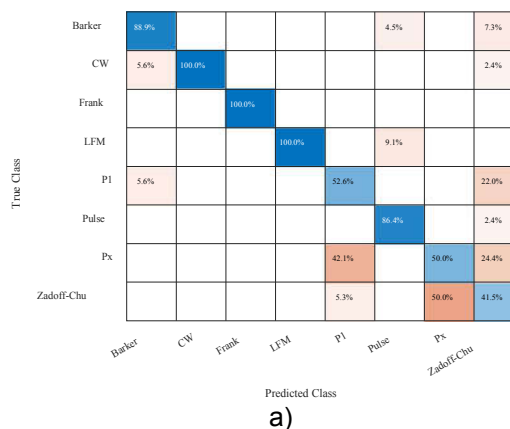 Barker 88.9% 4.5% 7.3%
CW 5.6% 100.0% 2.4%
Frank 100.0%
LFM 100.0% 9.1%
P1 5.6% 52.6% 22.0%
Pulse 86.4% 2.4%
Px 42.1% 50.0% 24.4%
Zadoff-Chu 5.3% 50.0% 41.5%
True Class
Barker CW Frank LFM P1 Pulse Px Zadoff-Chu
Predicted Class
a)